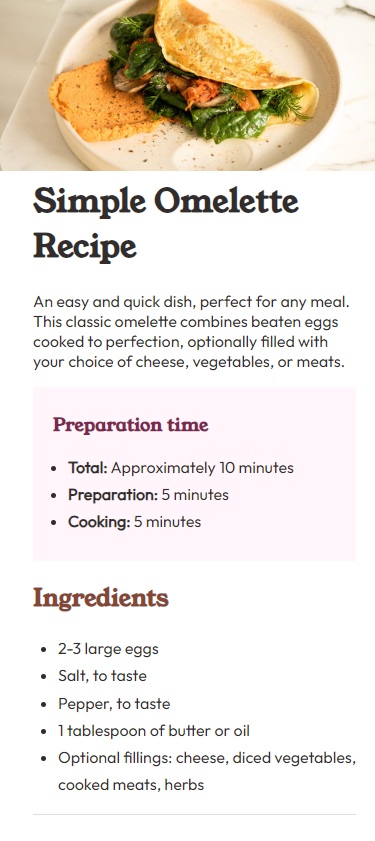 Simple Omelette
Recipe
An easy and quick dish, perfect for any meal.
This classic omelette combines beaten eggs
cooked to perfection, optionally filled with
your choice of cheese, vegetables, or meats.
Preparation time
Total: Approximately 10 minutes
Preparation: 5 minutes
Cooking: 5 minutes
Ingredients
2-3 large eggs
Salt, to taste
Pepper, to taste
1 tablespoon of butter or oil
Optional fillings: cheese, diced vegetables,
cooked meats, herbs